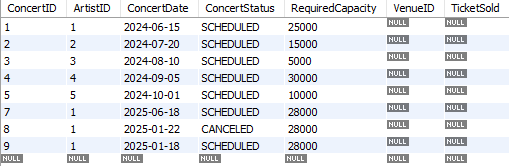 ConcertID ArtistID ConcertDate ConcertStatus RequiredCapacity VenueID TicketSold
1 1 2024-06-15 SCHEDULED 25000 NULL NULL
2 2 2024-07-20 SCHEDULED 15000 NULL NULL
3 3 2024-08-10 SCHEDULED 5000 NULL NULL
4 4 2024-09-05 SCHEDULED 30000 NULL NULL
5 5 2024-10-01 SCHEDULED 10000 NULL NULL
7 1 2025-06-18 SCHEDULED 28000 NULL NULL
8 1 2025-01-22 CANCELED 28000 NULL NULL
9 1 2025-01-18 SCHEDULED 28000 NULL NULL
NULL NULL NULL NULL NULL NULL NULL